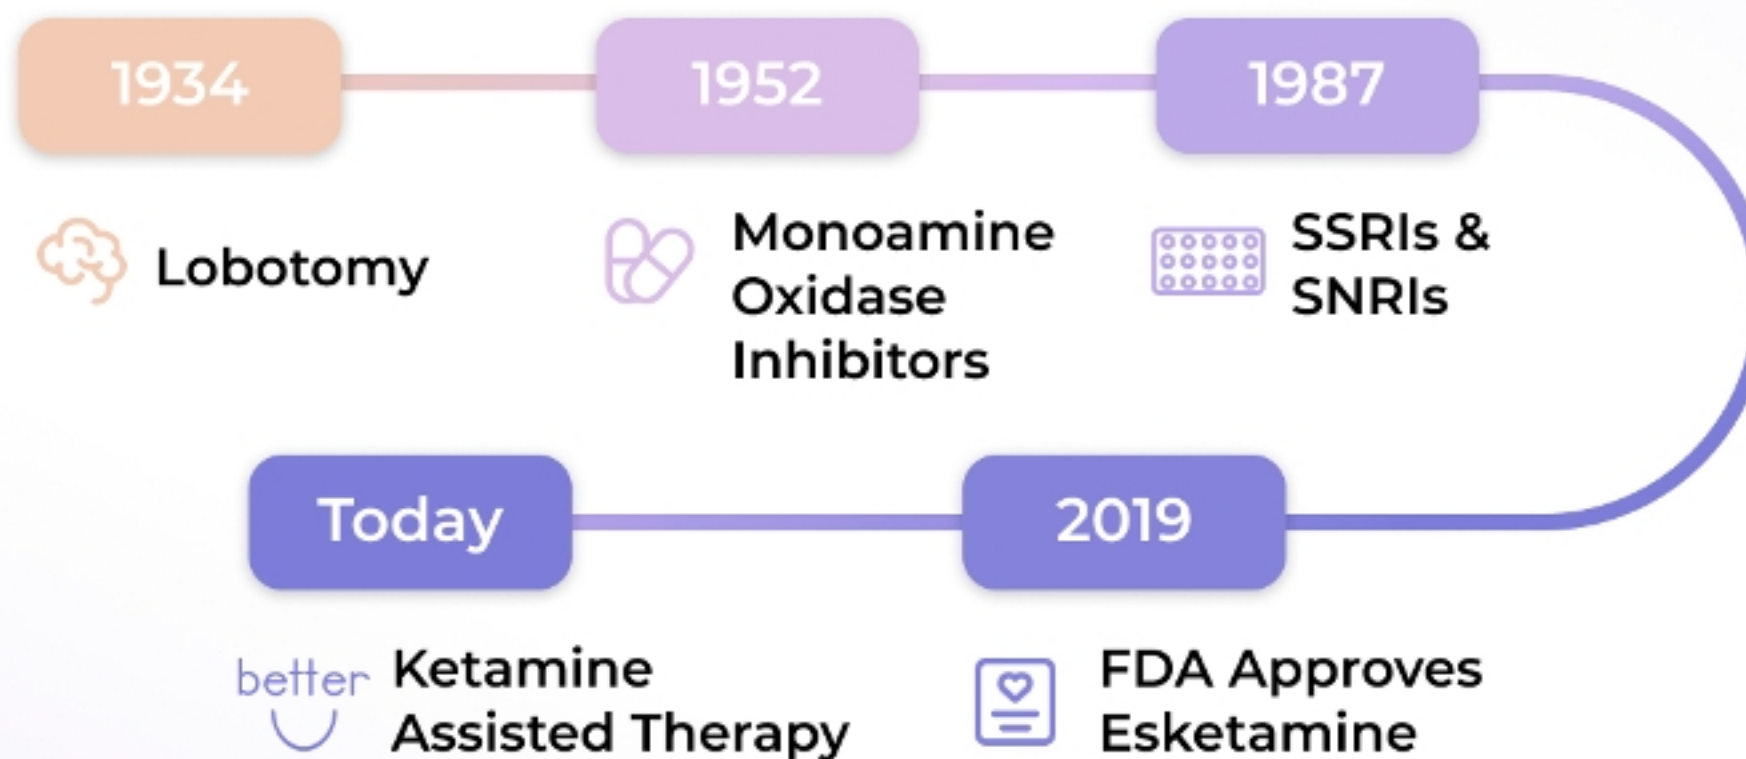 1934
1952
1987
Lobotomy
Monoamine
Oxidase
Inhibitors
SSRIs &
SNRIs
Today
2019
better
Ketamine
Assisted Therapy
FDA Approves
Esketamine